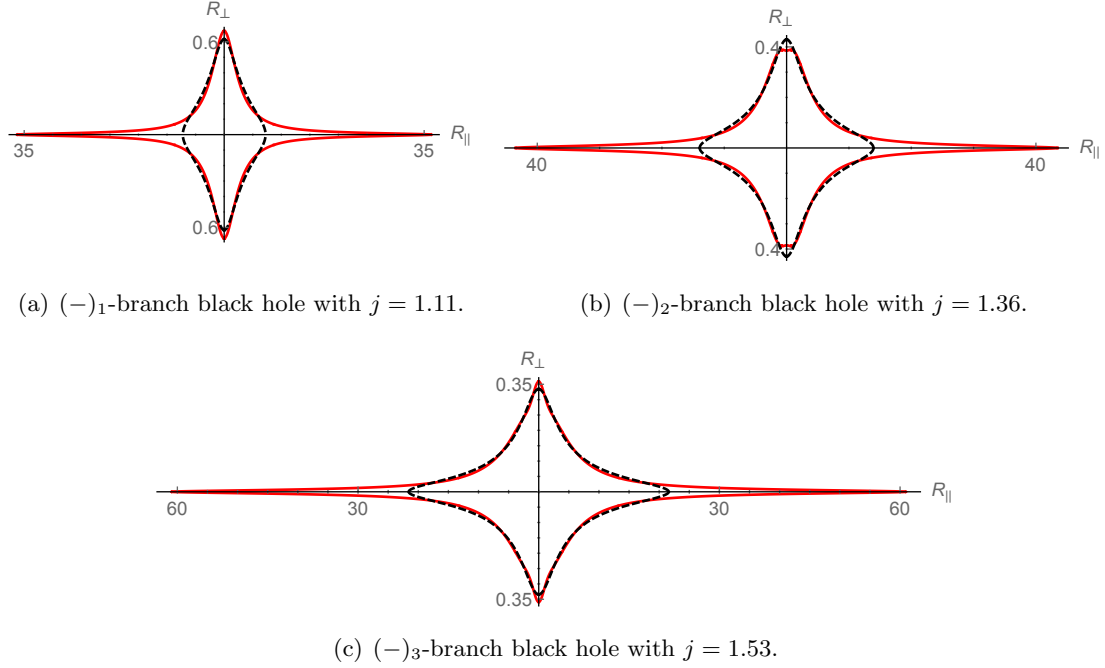 R⊥
0.6
R∥
35
35
0.6
(a) (−)₁-branch black hole with j = 1.11.
R⊥
0.4
R∥
40
40
0.4
(b) (−)₂-branch black hole with j = 1.36.
R⊥
0.35
R∥
60
30
30
60
0.35
(c) (−)₃-branch black hole with j = 1.53.